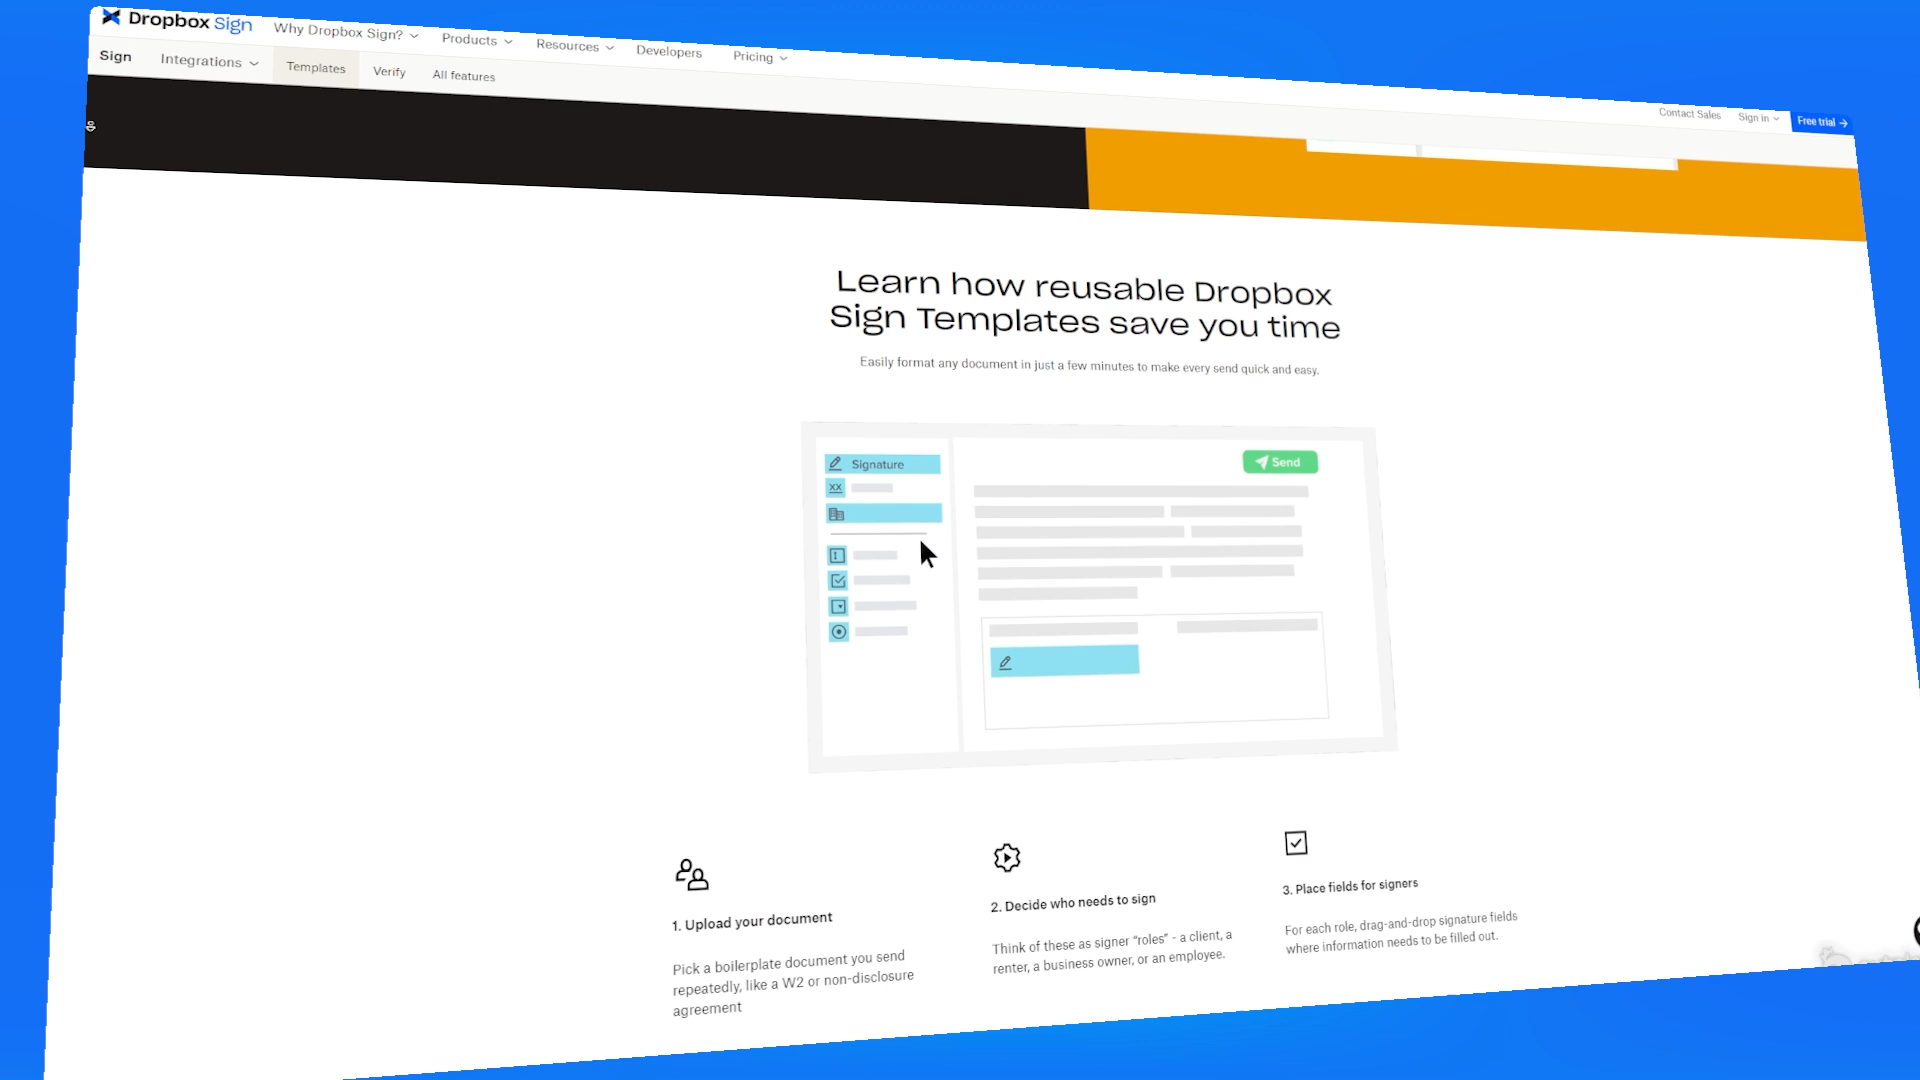 Dropbox Sign
Why Dropbox Sign?
Products
Resources
Developers
Pricing
Contact Sales
Sign in
Free trial →
Sign
Integrations
Templates
Verify
All features
Learn how reusable Dropbox
Sign Templates save you time
Easily format any document in just a few minutes to make every send quick and easy.
Signature
XX
Send
1. Upload your document
Pick a boilerplate document you send
repeatedly, like a W2 or non-disclosure
agreement
2. Decide who needs to sign
Think of these as signer “roles” - a client, a
renter, a business owner, or an employee.
3. Place fields for signers
For each role, drag-and-drop signature fields
where information needs to be filled out.